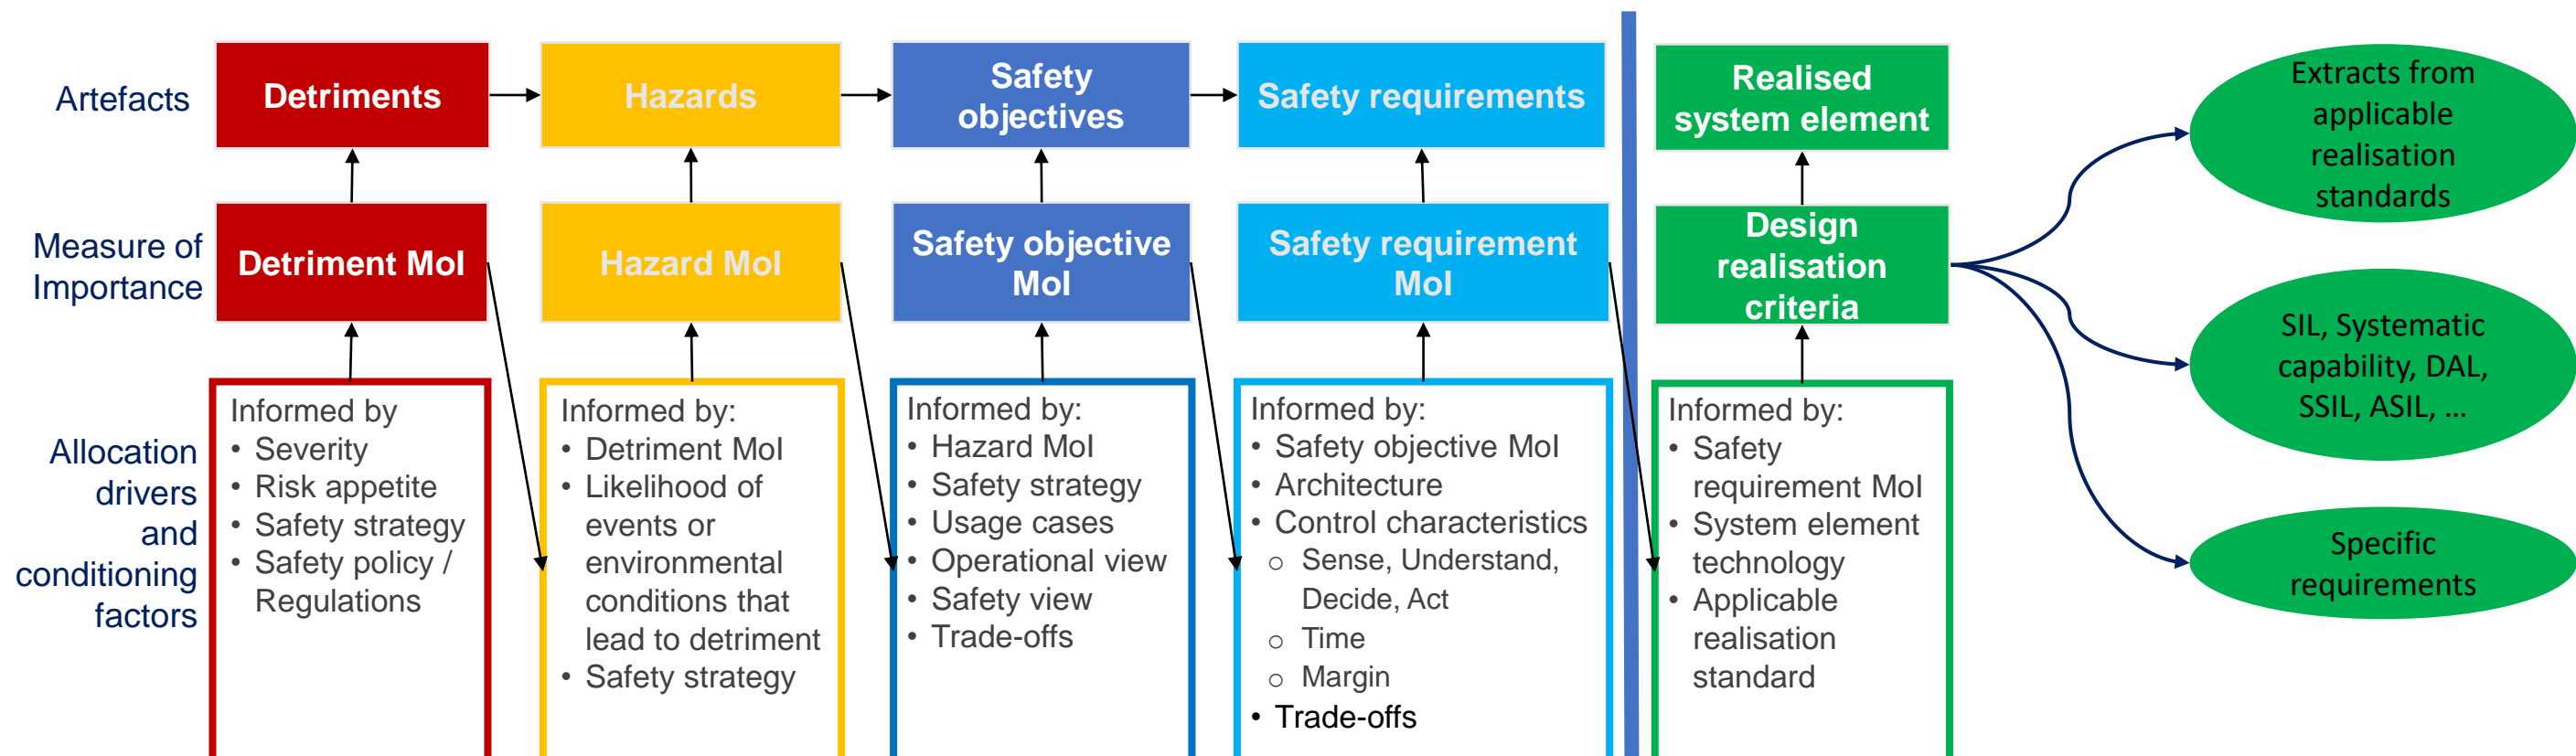 Artefacts
Detriments
Hazards
Safety
objectives
Safety requirements
Realised
system element
Extracts from
applicable
realisation
standards
Measure of
Importance
Detriment MoI
Hazard MoI
Safety objective
MoI
Safety requirement
MoI
Design
realisation
criteria
SIL, Systematic
capability, DAL,
SSIL, ASIL, ...
Specific
requirements
Allocation
drivers
and
conditioning
factors
Informed by
• Severity
• Risk appetite
• Safety strategy
• Safety policy /
Regulations
Informed by:
• Detriment MoI
• Likelihood of
events or
environmental
conditions that
lead to detriment
• Safety strategy
Informed by:
• Hazard MoI
• Safety strategy
• Usage cases
• Operational view
• Safety view
• Trade-offs
Informed by:
• Safety objective MoI
• Architecture
• Control characteristics
o Sense, Understand,
Decide, Act
o Time
o Margin
• Trade-offs
Informed by:
• Safety
requirement MoI
• System element
technology
• Applicable
realisation
standard